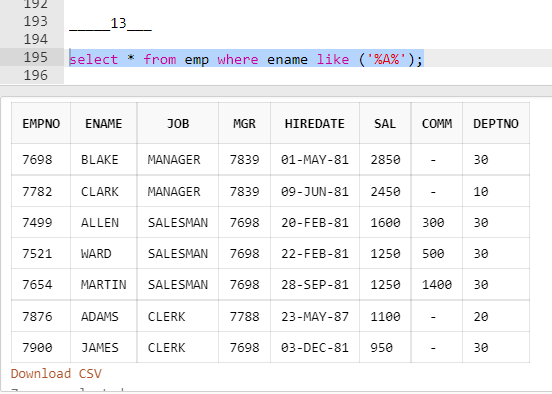 192
193 _____13___
194
195 select * from emp where ename like ('%A%');
196
EMPNO ENAME JOB MGR HIREDATE SAL COMM DEPTNO
7698 BLAKE MANAGER 7839 01-MAY-81 2850 - 30
7782 CLARK MANAGER 7839 09-JUN-81 2450 - 10
7499 ALLEN SALESMAN 7698 20-FEB-81 1600 300 30
7521 WARD SALESMAN 7698 22-FEB-81 1250 500 30
7654 MARTIN SALESMAN 7698 28-SEP-81 1250 1400 30
7876 ADAMS CLERK 7788 23-MAY-87 1100 - 20
7900 JAMES CLERK 7698 03-DEC-81 950 - 30
Download CSV